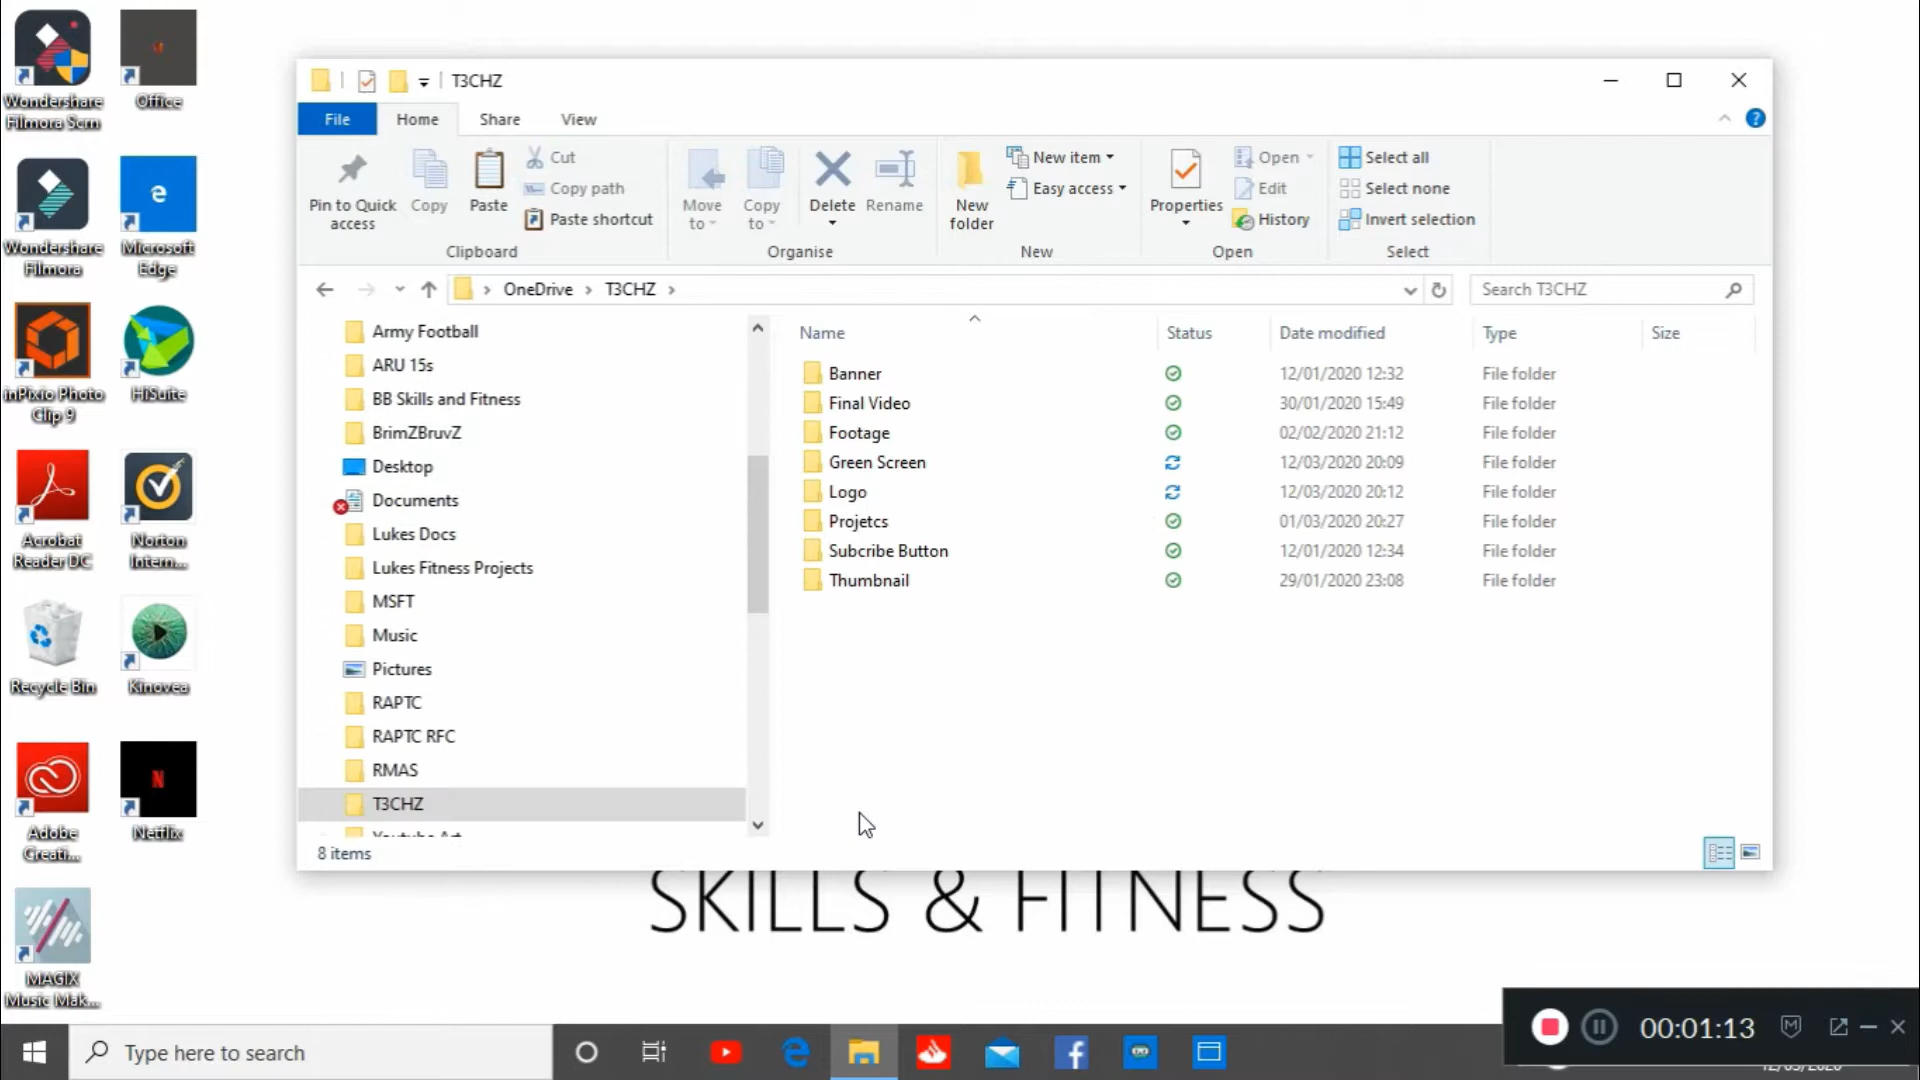 Wondershare
Filmora Scrn
Office
Wondershare
Filmora
Microsoft
Edge
inPixio Photo
Clip 9
HiSuite
Acrobat
Reader DC
Norton
Intern...
Recycle Bin
Kinovea
Adobe
Creati...
Netflix
MAGIX
Music Mak...
T3CHZ
File
Home
Share
View
Pin to Quick
access
Copy
Paste
Cut
Copy path
Paste shortcut
Clipboard
Move
to
Copy
to
Delete
Rename
Organise
New
folder
New item
Easy access
New
Properties
Open
Edit
History
Open
Select all
Select none
Invert selection
Select
OneDrive
T3CHZ
Search T3CHZ
Army Football
ARU 15s
BB Skills and Fitness
BrimZBruvZ
Desktop
Documents
Lukes Docs
Lukes Fitness Projects
MSFT
Music
Pictures
RAPTC
RAPTC RFC
RMAS
T3CHZ
Youtube Art
Name Status Date modified Type Size
Banner 12/01/2020 12:32 File folder
Final Video 30/01/2020 15:49 File folder
Footage 02/02/2020 21:12 File folder
Green Screen 12/03/2020 20:09 File folder
Logo 12/03/2020 20:12 File folder
Projetcs 01/03/2020 20:27 File folder
Subcribe Button 12/01/2020 12:34 File folder
Thumbnail 29/01/2020 23:08 File folder
8 items
SKILLS & FITNESS
00:01:13
Type here to search
12/03/2020